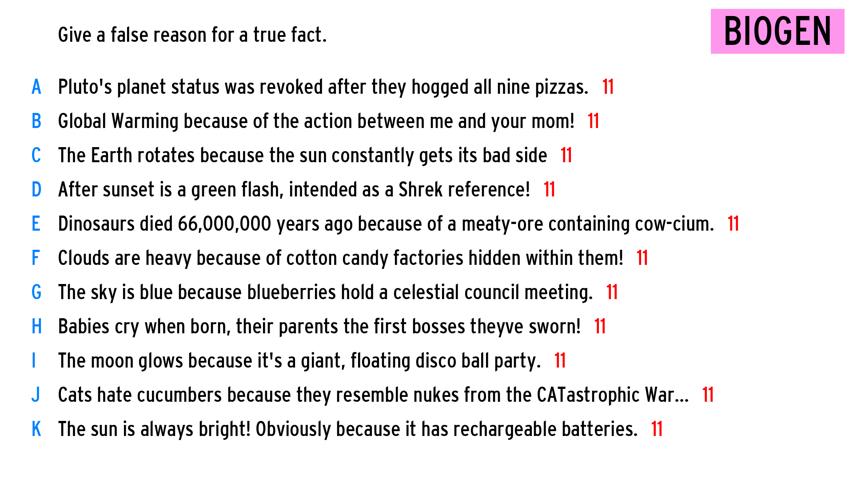 Give a false reason for a true fact.
BIOGEN
A Pluto's planet status was revoked after they hogged all nine pizzas. 11
B Global Warming because of the action between me and your mom! 11
C The Earth rotates because the sun constantly gets its bad side 11
D After sunset is a green flash, intended as a Shrek reference! 11
E Dinosaurs died 66,000,000 years ago because of a meaty-ore containing cow-cium. 11
F Clouds are heavy because of cotton candy factories hidden within them! 11
G The sky is blue because blueberries hold a celestial council meeting. 11
H Babies cry when born, their parents the first bosses theyve sworn! 11
I The moon glows because it's a giant, floating disco ball party. 11
J Cats hate cucumbers because they resemble nukes from the CATastrophic War... 11
K The sun is always bright! Obviously because it has rechargeable batteries. 11